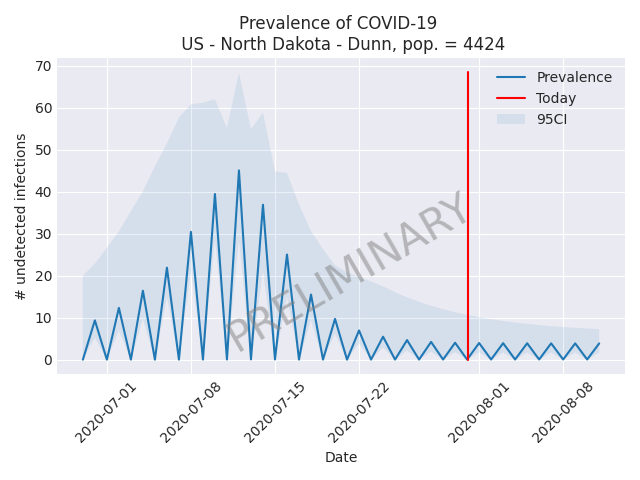 Prevalence of COVID-19
US - North Dakota - Dunn, pop. = 4424
70
60
50
40
30
20
10
0
# undetected infections
Prevalence
Today
95CI
PRELIMINARY
2020-07-01
2020-07-08
2020-07-15
2020-07-22
2020-08-01
2020-08-08
Date